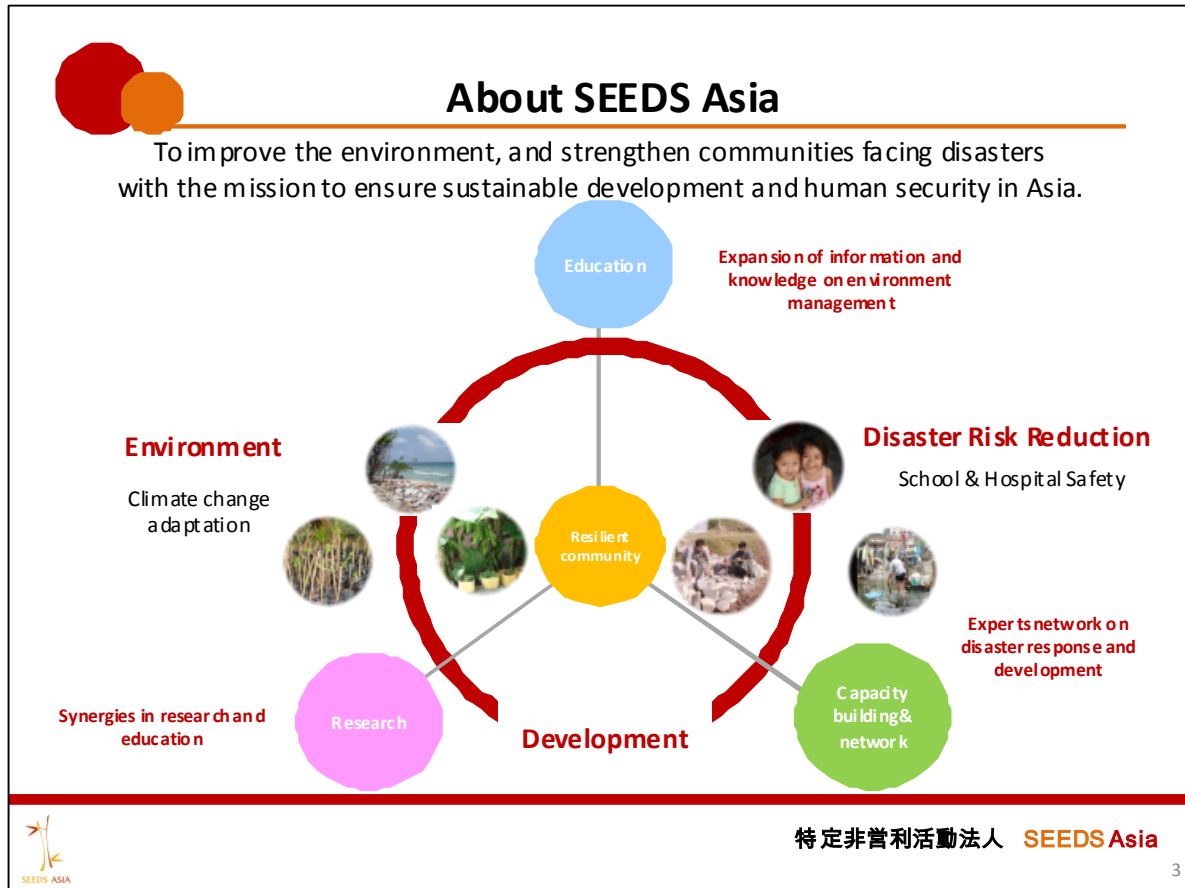 About SEEDS Asia
To improve the environment, and strengthen communities facing disasters
with the mission to ensure sustainable development and human security in Asia.
Education
Expansion of information and
knowledge on environment
management
Environment
Climate change
adaptation
Disaster Risk Reduction
School & Hospital Safety
Resilient
community
Experts network on
disaster response and
development
Capacity
building&
network
Synergies in research and
education
Research
Development
特定非営利活動法人 SEEDS Asia
SEEDS ASIA
3